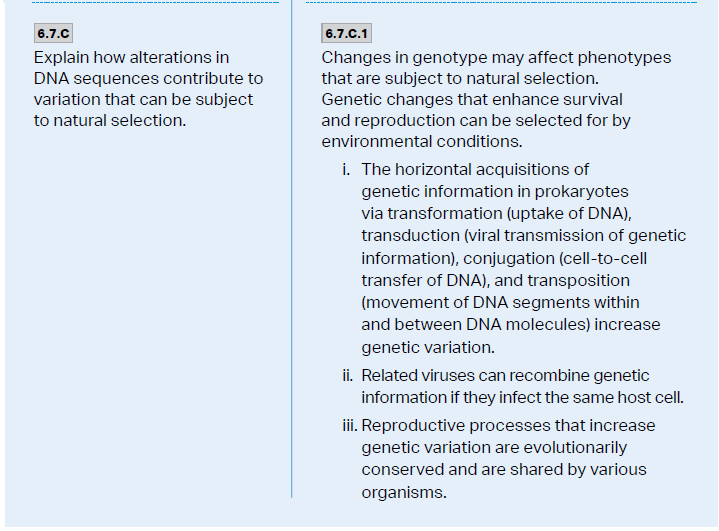 6.7.C
Explain how alterations in
DNA sequences contribute to
variation that can be subject
to natural selection.
6.7.C.1
Changes in genotype may affect phenotypes
that are subject to natural selection.
Genetic changes that enhance survival
and reproduction can be selected for by
environmental conditions.
i. The horizontal acquisitions of
genetic information in prokaryotes
via transformation (uptake of DNA),
transduction (viral transmission of genetic
information), conjugation (cell-to-cell
transfer of DNA), and transposition
(movement of DNA segments within
and between DNA molecules) increase
genetic variation.
ii. Related viruses can recombine genetic
information if they infect the same host cell.
iii. Reproductive processes that increase
genetic variation are evolutionarily
conserved and are shared by various
organisms.